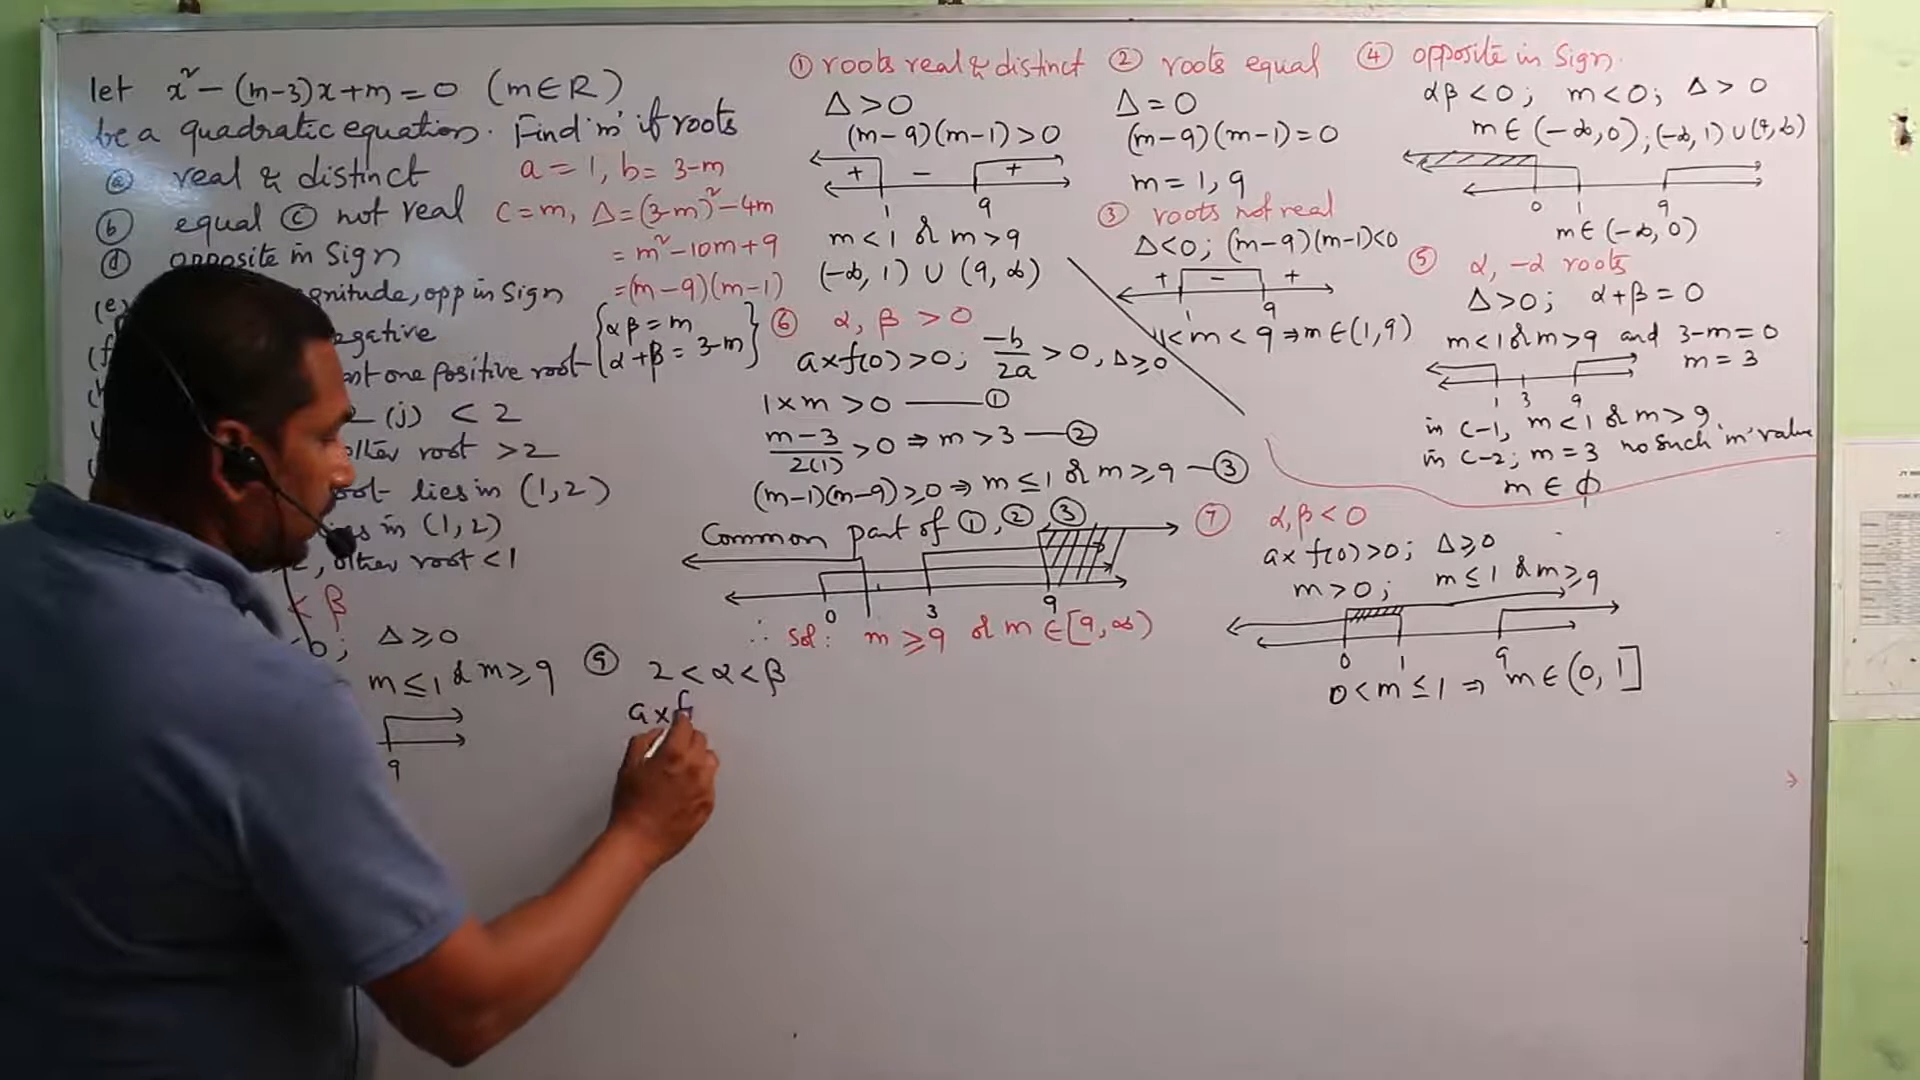 let x² - (m-3)x + m = 0 (m∈R)
be a quadratic equation. Find 'm' if roots
ⓐ real & distinct
ⓑ equal ⓒ not real
ⓓ opposite in Sign
(e) gnitude, opp in Sign
egative
one positive root
(j) < 2
other root > 2
lies in (1,2)
in (1,2)
, other root < 1
a = 1, b = 3-m
c = m, Δ = (3-m)² - 4m
= m² - 10m + 9
= (m-9)(m-1)
{αβ = m
α+β = 3-m}
① roots real & distinct
Δ > 0
(m-9)(m-1) > 0
+ - +
1 9
m < 1 & m > 9
(-∞, 1) ∪ (9, ∞)
② roots equal
Δ = 0
(m-9)(m-1) = 0
m = 1, 9
③ roots not real
Δ < 0; (m-9)(m-1) < 0
+ - +
1 9
1 < m < 9 ⇒ m ∈ (1,9)
④ opposite in Sign.
αβ < 0; m < 0; Δ > 0
m ∈ (-∞, 0); (-∞, 1) ∪ (9, ∞)
0 1 9
m ∈ (-∞, 0)
⑤ α, -α roots
Δ > 0; α+β = 0
m < 1 & m > 9 and 3-m = 0
m = 3
1 3 9
in C-1, m < 1 & m > 9
in C-2; m = 3 no such 'm' value
m ∈ ϕ
⑥ α, β > 0
a x f(0) > 0; -b/2a > 0, Δ ≥ 0
1 x m > 0 —— ①
m-3/2(1) > 0 ⇒ m > 3 — ②
(m-1)(m-9) ≥ 0 ⇒ m ≤ 1 & m ≥ 9 — ③
Common part of ①, ②, ③
0 3 9
∴ Sol: m ≥ 9 & m ∈ [9, ∞)
⑦ α, β < 0
a x f(0) > 0; Δ ≥ 0
m > 0; m ≤ 1 & m ≥ 9
0 1 9
0 < m ≤ 1 ⇒ m ∈ (0, 1]
< β
b; Δ ≥ 0
m ≤ 1 & m ≥ 9
9
⑨ 2 < α < β
a x f